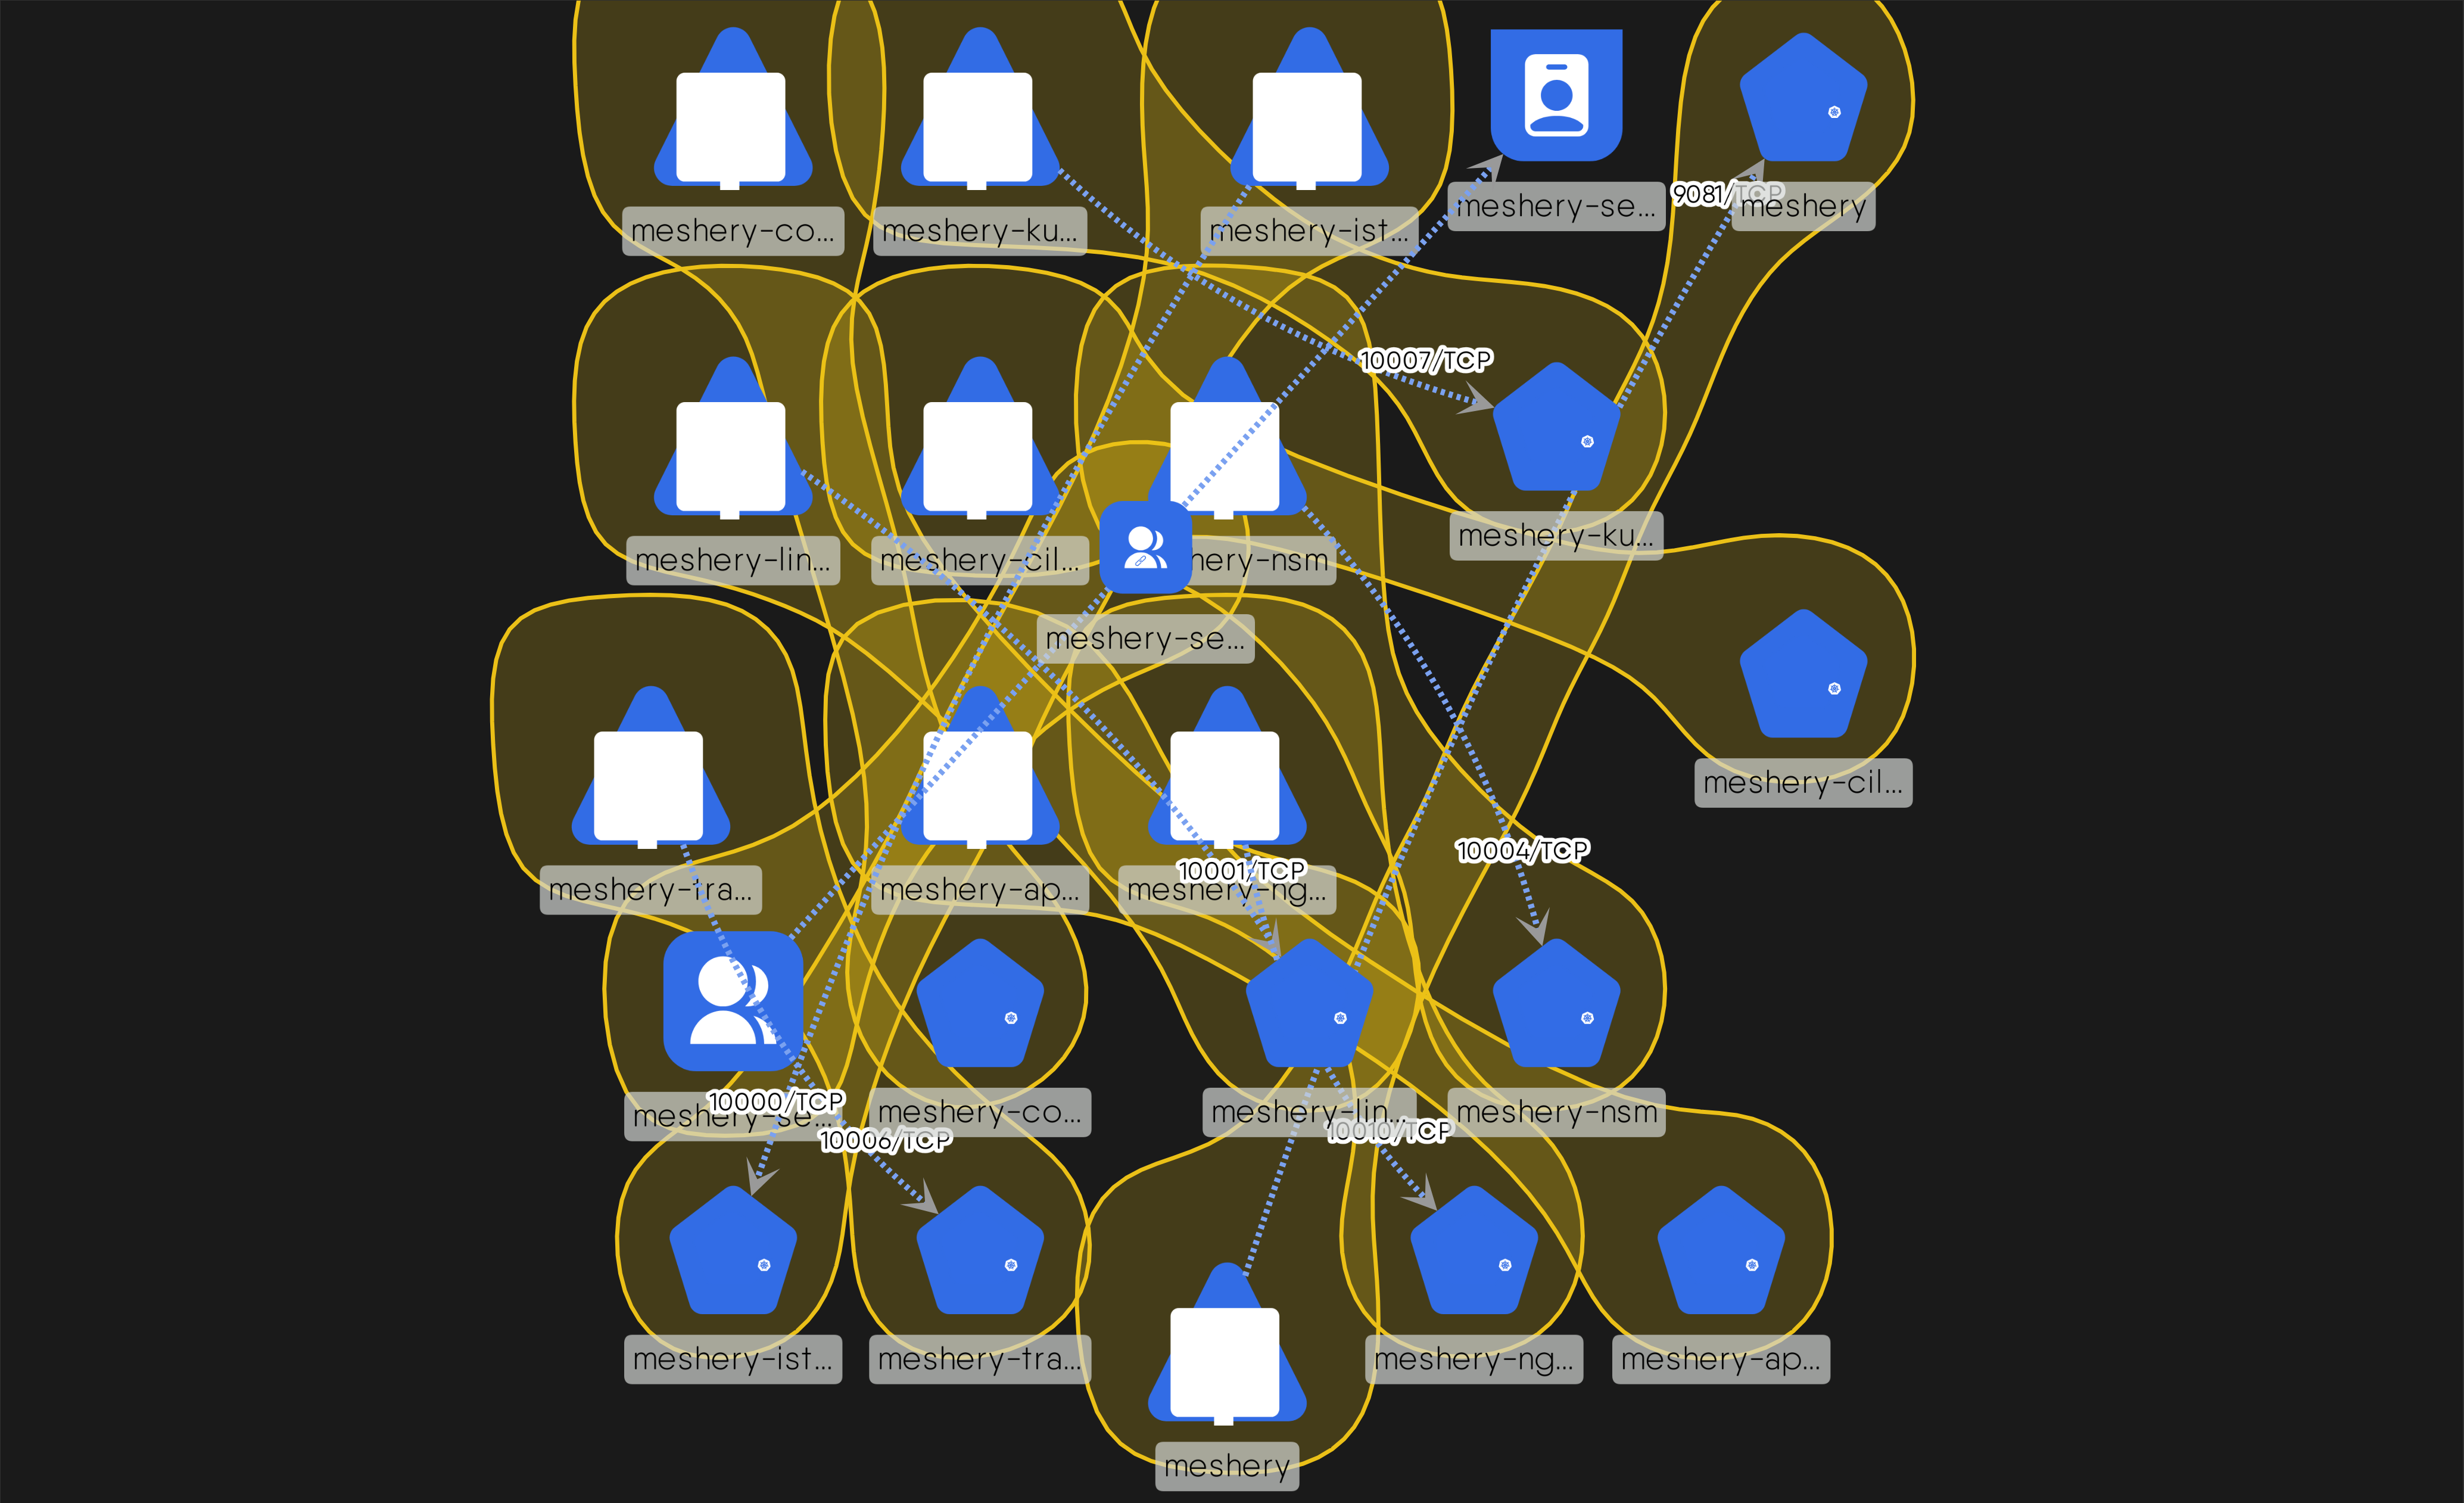 meshery-co...
meshery-ku...
meshery-ist...
meshery-se...
9081/TCP
meshery
10007/TCP
meshery-lin...
meshery-cil...
hery-nsm
meshery-ku...
meshery-se...
meshery-cil...
10004/TCP
meshery-tra...
meshery-ap...
10001/TCP
meshery-ng...
10000/TCP
meshery-se...
meshery-co...
meshery-lin...
meshery-nsm
10006/TCP
10010/TCP
meshery-ist...
meshery-tra...
meshery-ng...
meshery-ap...
meshery